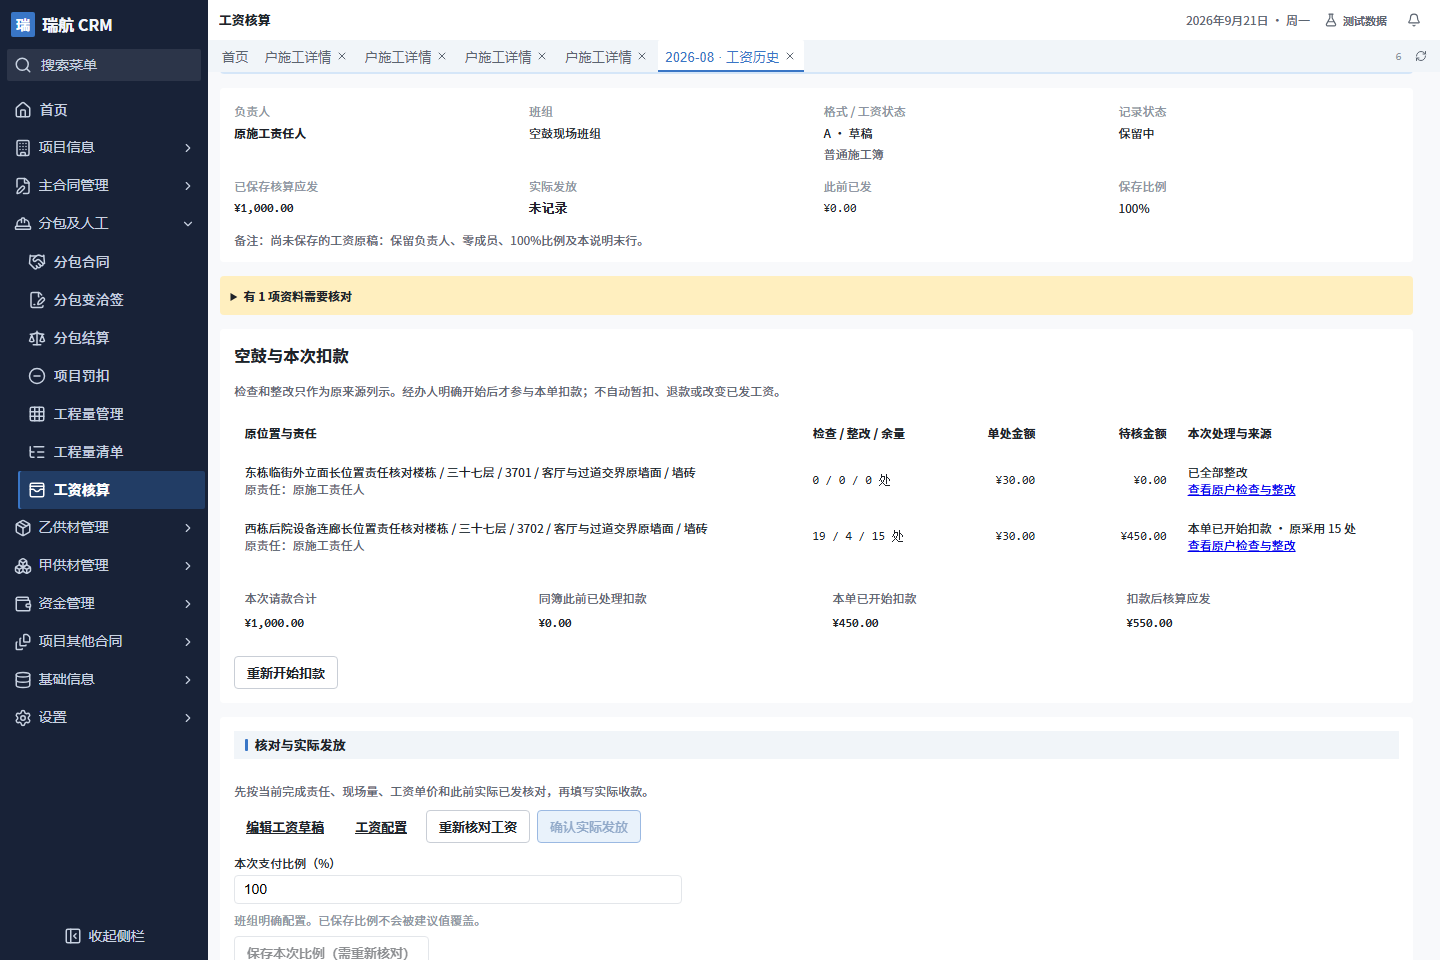 瑞 瑞航 CRM
搜索菜单
首页
项目信息
主合同管理
分包及人工
分包合同
分包变洽签
分包结算
项目罚扣
工程量管理
工程量清单
工资核算
乙供材管理
甲供材管理
资金管理
项目其他合同
基础信息
设置
收起侧栏
工资核算
2026年9月21日 · 周一 测试数据
首页 户施工详情 户施工详情 户施工详情 户施工详情 2026-08 · 工资历史 6
负责人 班组 格式 / 工资状态 记录状态
原施工责任人 空鼓现场班组 A · 草稿 保留中
普通施工簿
已保存核算应发 实际发放 此前已发 保存比例
¥1,000.00 未记录 ¥0.00 100%
备注：尚未保存的工资原稿：保留负责人、零成员、100%比例及本说明末行。
有 1 项资料需要核对
空鼓与本次扣款
检查和整改只作为原来源列示。经办人明确开始后才参与本单扣款；不自动暂扣、退款或改变已发工资。
原位置与责任 检查 / 整改 / 余量 单处金额 待核金额 本次处理与来源
东栋临街外立面长位置责任核对楼栋 / 三十七层 / 3701 / 客厅与过道交界原墙面 / 墙砖 0 / 0 / 0 处 ¥30.00 ¥0.00 已全部整改
原责任：原施工责任人 查看原户检查与整改
西栋后院设备连廊长位置责任核对楼栋 / 三十七层 / 3702 / 客厅与过道交界原墙面 / 墙砖 19 / 4 / 15 处 ¥30.00 ¥450.00 本单已开始扣款 · 原采用 15 处
原责任：原施工责任人 查看原户检查与整改
本次请款合计 同簿此前已处理扣款 本单已开始扣款 扣款后核算应发
¥1,000.00 ¥0.00 ¥450.00 ¥550.00
重新开始扣款
核对与实际发放
先按当前完成责任、现场量、工资单价和此前实际已发核对，再填写实际收款。
编辑工资草稿 工资配置 重新核对工资 确认实际发放
本次支付比例（%）
100
班组明确配置。已保存比例不会被建议值覆盖。
保存本次比例（需重新核对）